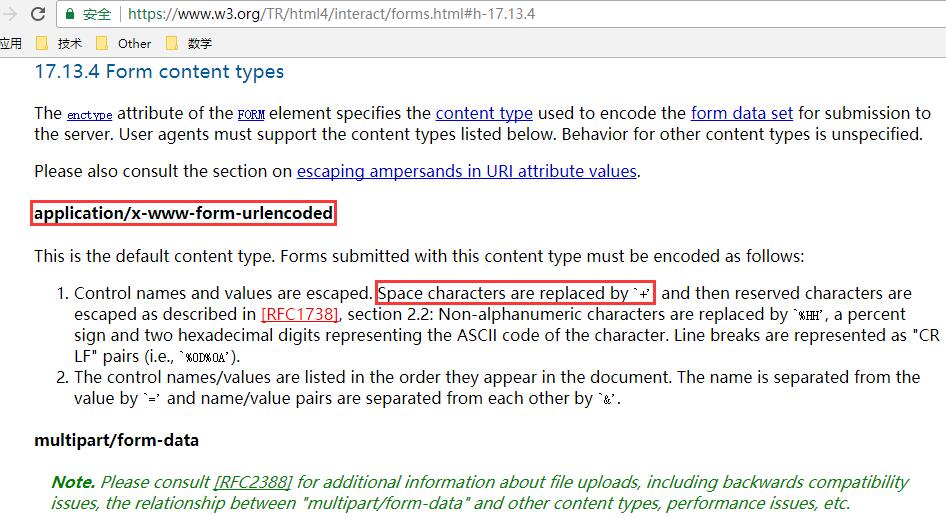 安全 https://www.w3.org/TR/html4/interact/forms.html#h-17.13.4
应用 技术 Other 数学
17.13.4 Form content types
The enctype attribute of the FORM element specifies the content type used to encode the form data set for submission to
the server. User agents must support the content types listed below. Behavior for other content types is unspecified.
Please also consult the section on escaping ampersands in URI attribute values.
application/x-www-form-urlencoded
This is the default content type. Forms submitted with this content type must be encoded as follows:
1. Control names and values are escaped. Space characters are replaced by `+' and then reserved characters are
escaped as described in [RFC1738], section 2.2: Non-alphanumeric characters are replaced by `%HH', a percent
sign and two hexadecimal digits representing the ASCII code of the character. Line breaks are represented as "CR
LF" pairs (i.e., `%0D%0A').
2. The control names/values are listed in the order they appear in the document. The name is separated from the
value by `=' and name/value pairs are separated from each other by `&'.
multipart/form-data
Note. Please consult [RFC2388] for additional information about file uploads, including backwards compatibility
issues, the relationship between "multipart/form-data" and other content types, performance issues, etc.